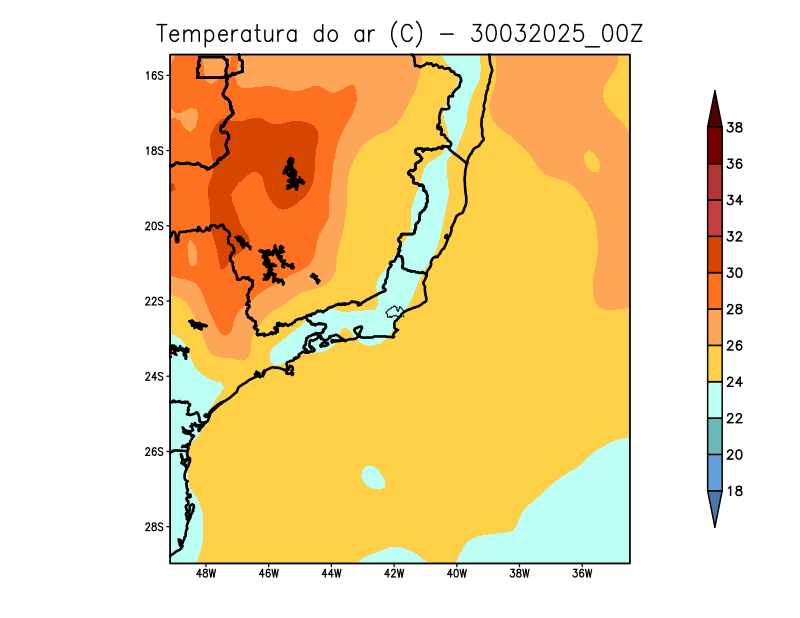 Temperatura do ar (C) – 30032025_00Z
16S
18S
20S
22S
24S
26S
28S
48W 46W 44W 42W 40W 38W 36W
38
36
34
32
30
28
26
24
22
20
18